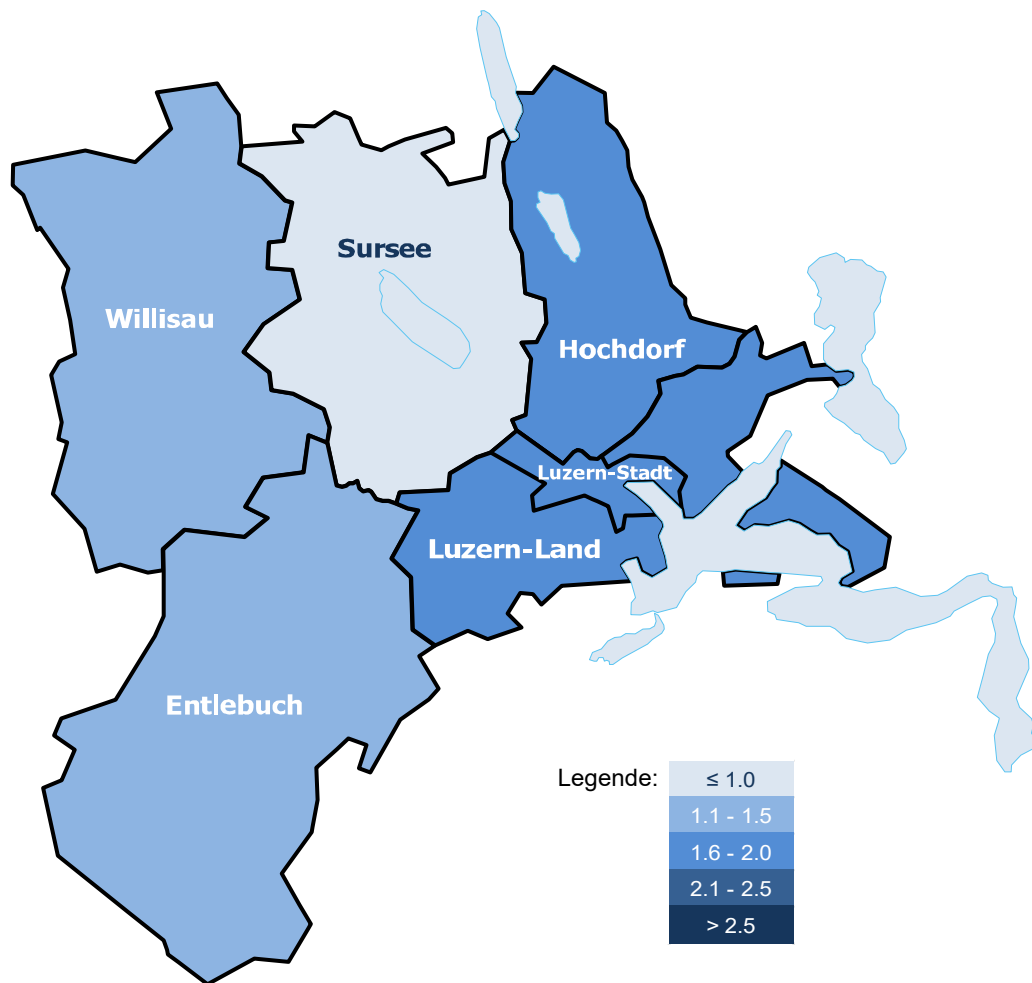 Sursee
Willisau
Hochdorf
Luzern-Stadt
Luzern-Land
Entlebuch
Legende:
≤ 1.0
1.1 - 1.5
1.6 - 2.0
2.1 - 2.5
> 2.5